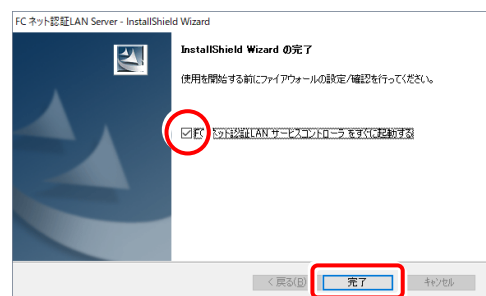 FC ネット認証LAN Server - InstallShield Wizard
InstallShield Wizard の完了
使用を開始する前にファイアウォールの設定/確認を行ってください。
FC ネット認証LAN サービスコントローラ をすぐに起動する
< 戻る(B)
完了
キャンセル